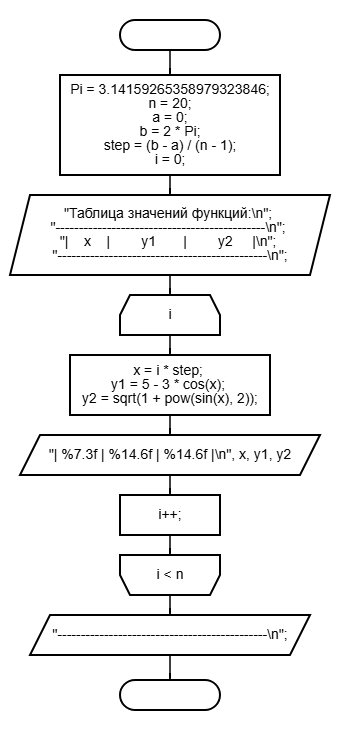 Pi = 3.14159265358979323846;
n = 20;
a = 0;
b = 2 * Pi;
step = (b - a) / (n - 1);
i = 0;
"Таблица значений функций:\n";
"---------------------------------------------\n";
"|    x    |        y1       |        y2     |\n";
"---------------------------------------------\n";
i
x = i * step;
y1 = 5 - 3 * cos(x);
y2 = sqrt(1 + pow(sin(x), 2));
"| %7.3f | %14.6f | %14.6f |\n", x, y1, y2
i++;
i < n
"---------------------------------------------\n";